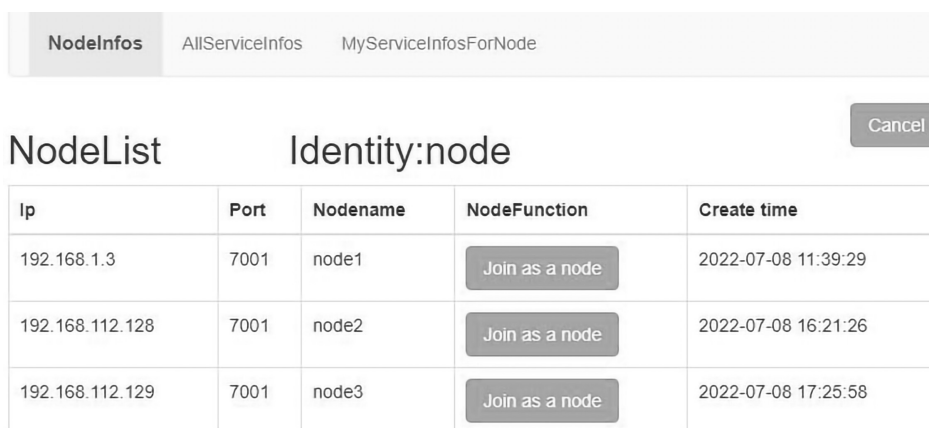 NodeInfos AllServiceInfos MyServiceInfosForNode
Cancel
NodeList Identity:node
Ip Port Nodename NodeFunction Create time
192.168.1.3 7001 node1 Join as a node 2022-07-08 11:39:29
192.168.112.128 7001 node2 Join as a node 2022-07-08 16:21:26
192.168.112.129 7001 node3 Join as a node 2022-07-08 17:25:58